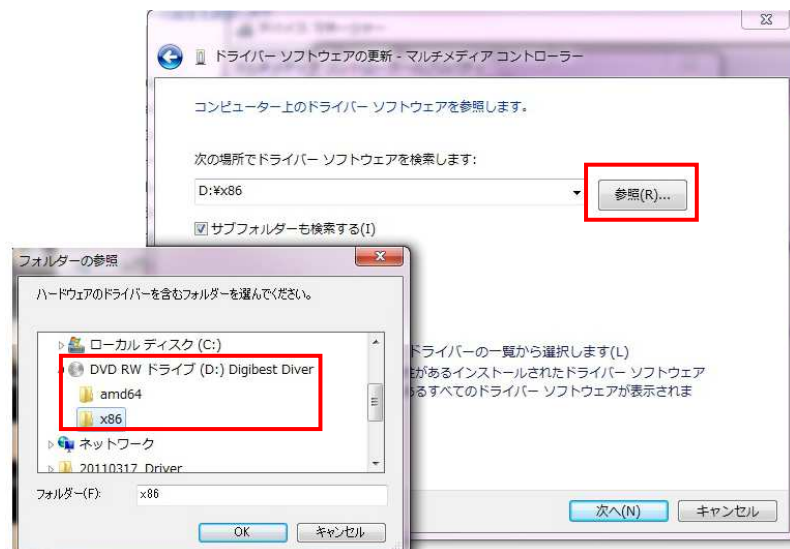 ドライバー ソフトウェアの更新 - マルチメディア コントローラー
コンピューター上のドライバー ソフトウェアを参照します。
次の場所でドライバー ソフトウェアを検索します:
D:¥x86
参照(R)...
サブフォルダーも検索する(I)
ドライバーの一覧から選択します(L)
があるインストールされたドライバー ソフトウェア
あるすべてのドライバー ソフトウェアが表示されま
次へ(N)
キャンセル
フォルダーの参照
ハードウェアのドライバーを含むフォルダーを選んでください。
ローカル ディスク (C:)
DVD RW ドライブ (D:) Digibest Diver
amd64
x86
ネットワーク
20110317_Driver
フォルダー(F):
x86
OK
キャンセル